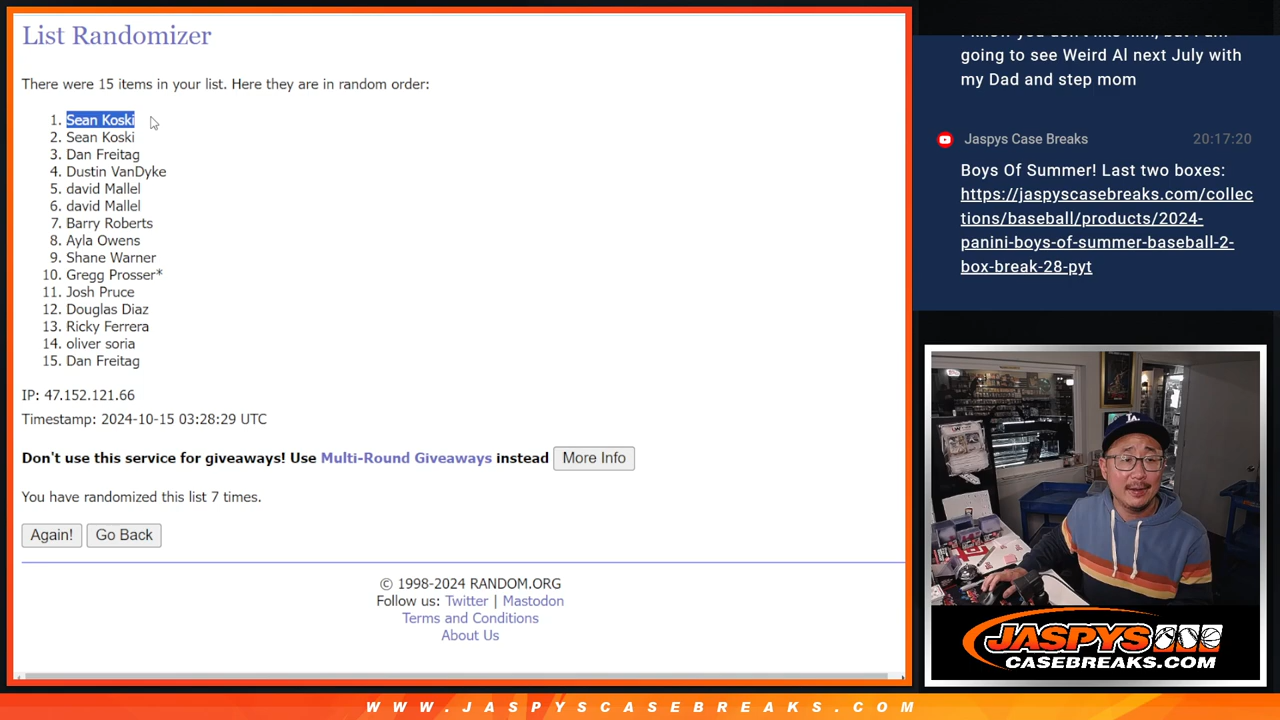 List Randomizer
There were 15 items in your list. Here they are in random order:
1. Sean Koski
2. Sean Koski
3. Dan Freitag
4. Dustin VanDyke
5. david Mallel
6. david Mallel
7. Barry Roberts
8. Ayla Owens
9. Shane Warner
10. Gregg Prosser*
11. Josh Pruce
12. Douglas Diaz
13. Ricky Ferrera
14. oliver soria
15. Dan Freitag
IP: 47.152.121.66
Timestamp: 2024-10-15 03:28:29 UTC
Don't use this service for giveaways! Use Multi-Round Giveaways instead More Info
You have randomized this list 7 times.
Again! Go Back
© 1998-2024 RANDOM.ORG
Follow us: Twitter | Mastodon
Terms and Conditions
About Us
going to see Weird Al next July with
my Dad and step mom
Jaspys Case Breaks 20:17:20
Boys Of Summer! Last two boxes:
https://jaspyscasebreaks.com/collec
tions/baseball/products/2024-
panini-boys-of-summer-baseball-2-
box-break-28-pyt
JASPYS
CASEBREAKS.COM
WWW.JASPYSCASEBREAKS.COM